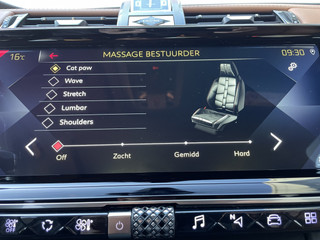 16°C MASSAGE BESTUURDER 09:30
Cat paw
Wave
Stretch
Lumbar
Shoulders
Off Zacht Gemidd Hard